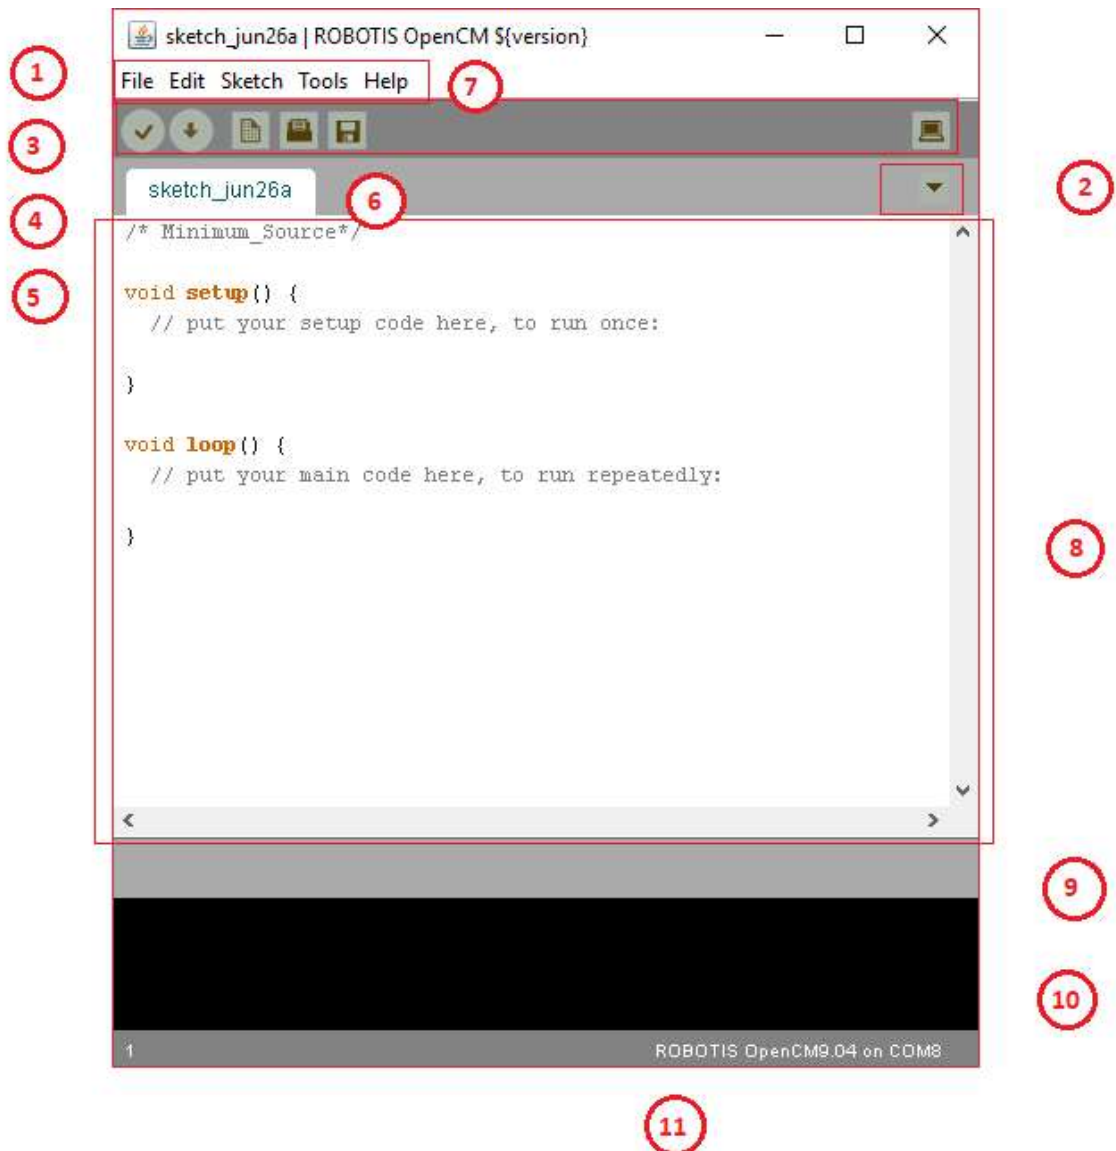 sketch_jun26a | ROBOTIS OpenCM ${version}
1
File Edit Sketch Tools Help
7
3
sketch_jun26a
6
2
4
/* Minimum_Source*/
5
void setup() {
// put your setup code here, to run once:
}
void loop() {
// put your main code here, to run repeatedly:
}
8
9
10
1
ROBOTIS OpenCM9.04 on COM8
11